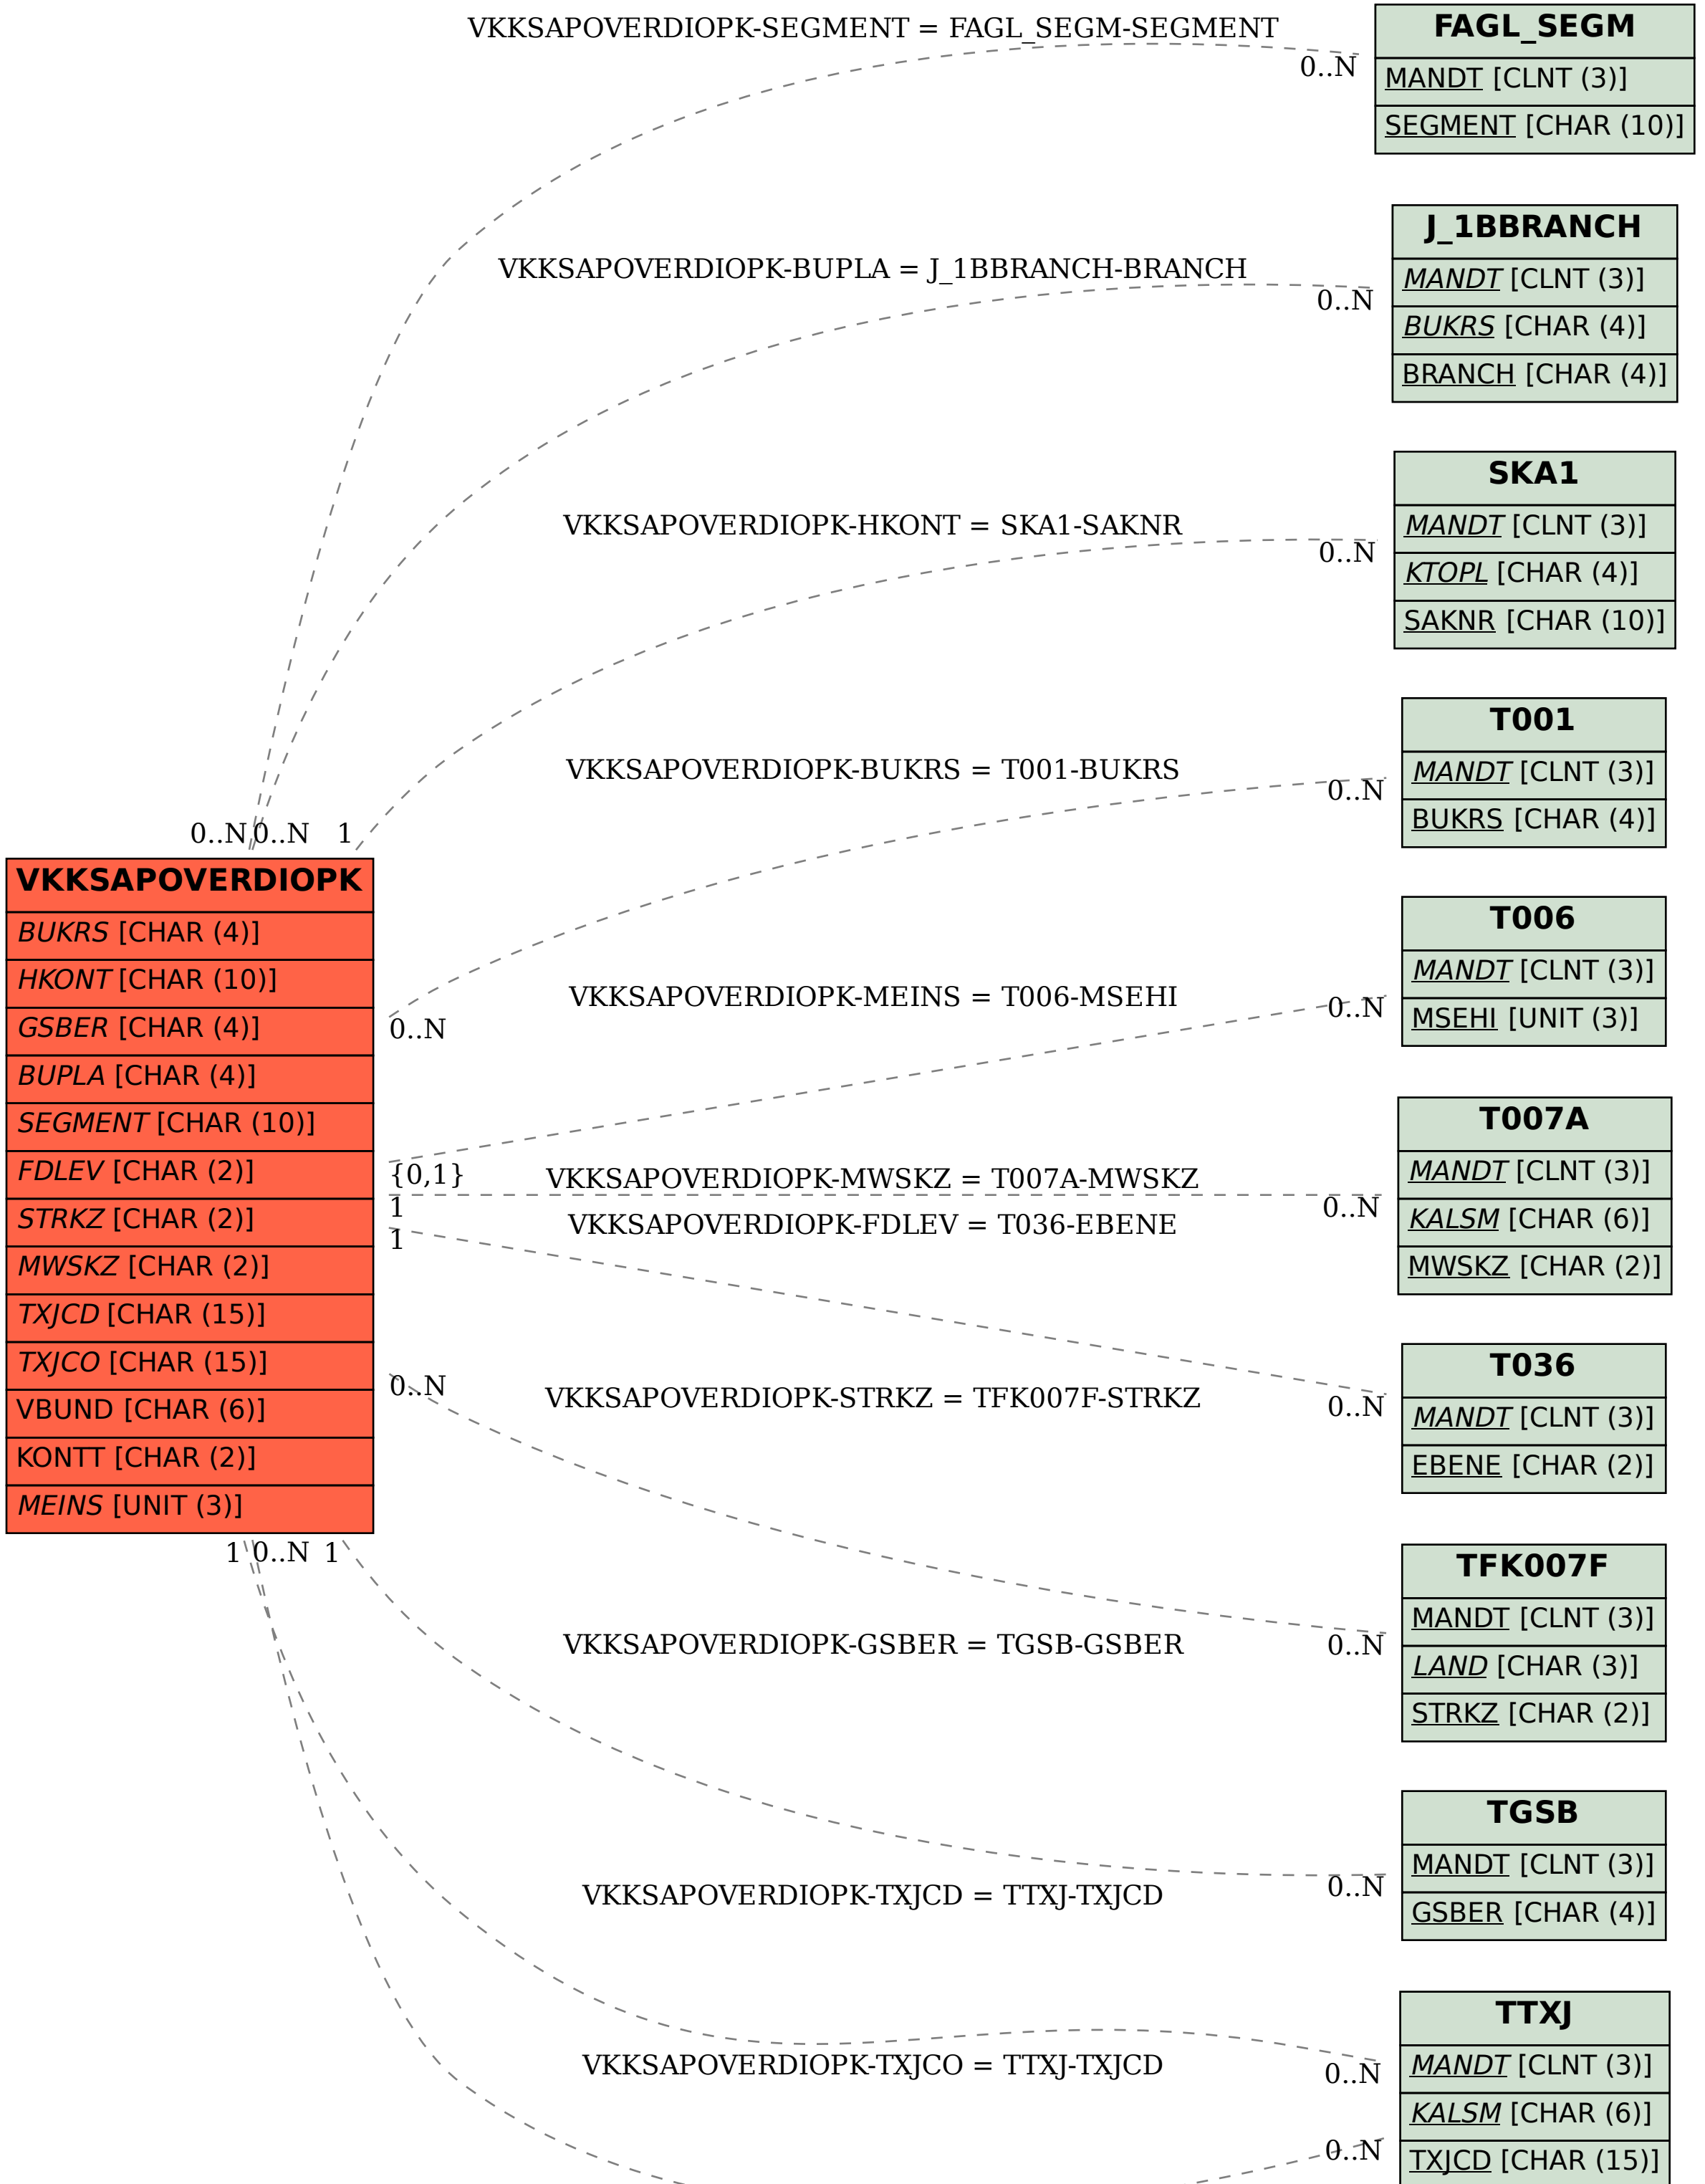 VKKSAPOVERDIOPK-SEGMENT = FAGL_SEGM-SEGMENT
0..N
FAGL_SEGM
MANDT [CLNT (3)]
SEGMENT [CHAR (10)]
VKKSAPOVERDIOPK-BUPLA = J_1BBRANCH-BRANCH
0..N
J_1BBRANCH
MANDT [CLNT (3)]
BUKRS [CHAR (4)]
BRANCH [CHAR (4)]
VKKSAPOVERDIOPK-HKONT = SKA1-SAKNR
0..N
SKA1
MANDT [CLNT (3)]
KTOPL [CHAR (4)]
SAKNR [CHAR (10)]
VKKSAPOVERDIOPK-BUKRS = T001-BUKRS
0..N
T001
MANDT [CLNT (3)]
BUKRS [CHAR (4)]
0..N 0..N 1
VKKSAPOVERDIOPK
BUKRS [CHAR (4)]
HKONT [CHAR (10)]
GSBER [CHAR (4)]
BUPLA [CHAR (4)]
SEGMENT [CHAR (10)]
FDLEV [CHAR (2)]
STRKZ [CHAR (2)]
MWSKZ [CHAR (2)]
TXJCD [CHAR (15)]
TXJCO [CHAR (15)]
VBUND [CHAR (6)]
KONTT [CHAR (2)]
MEINS [UNIT (3)]
0..N
VKKSAPOVERDIOPK-MEINS = T006-MSEHI
0..N
T006
MANDT [CLNT (3)]
MSEHI [UNIT (3)]
{0,1}
VKKSAPOVERDIOPK-MWSKZ = T007A-MWSKZ
1
0..N
T007A
MANDT [CLNT (3)]
KALSM [CHAR (6)]
MWSKZ [CHAR (2)]
VKKSAPOVERDIOPK-FDLEV = T036-EBENE
1
0..N
T036
MANDT [CLNT (3)]
EBENE [CHAR (2)]
0..N
VKKSAPOVERDIOPK-STRKZ = TFK007F-STRKZ
0..N
TFK007F
MANDT [CLNT (3)]
LAND [CHAR (3)]
STRKZ [CHAR (2)]
1 0..N 1
VKKSAPOVERDIOPK-GSBER = TGSB-GSBER
0..N
TGSB
MANDT [CLNT (3)]
GSBER [CHAR (4)]
VKKSAPOVERDIOPK-TXJCD = TTXJ-TXJCD
0..N
TTXJ
MANDT [CLNT (3)]
KALSM [CHAR (6)]
TXJCD [CHAR (15)]
VKKSAPOVERDIOPK-TXJCO = TTXJ-TXJCD
0..N